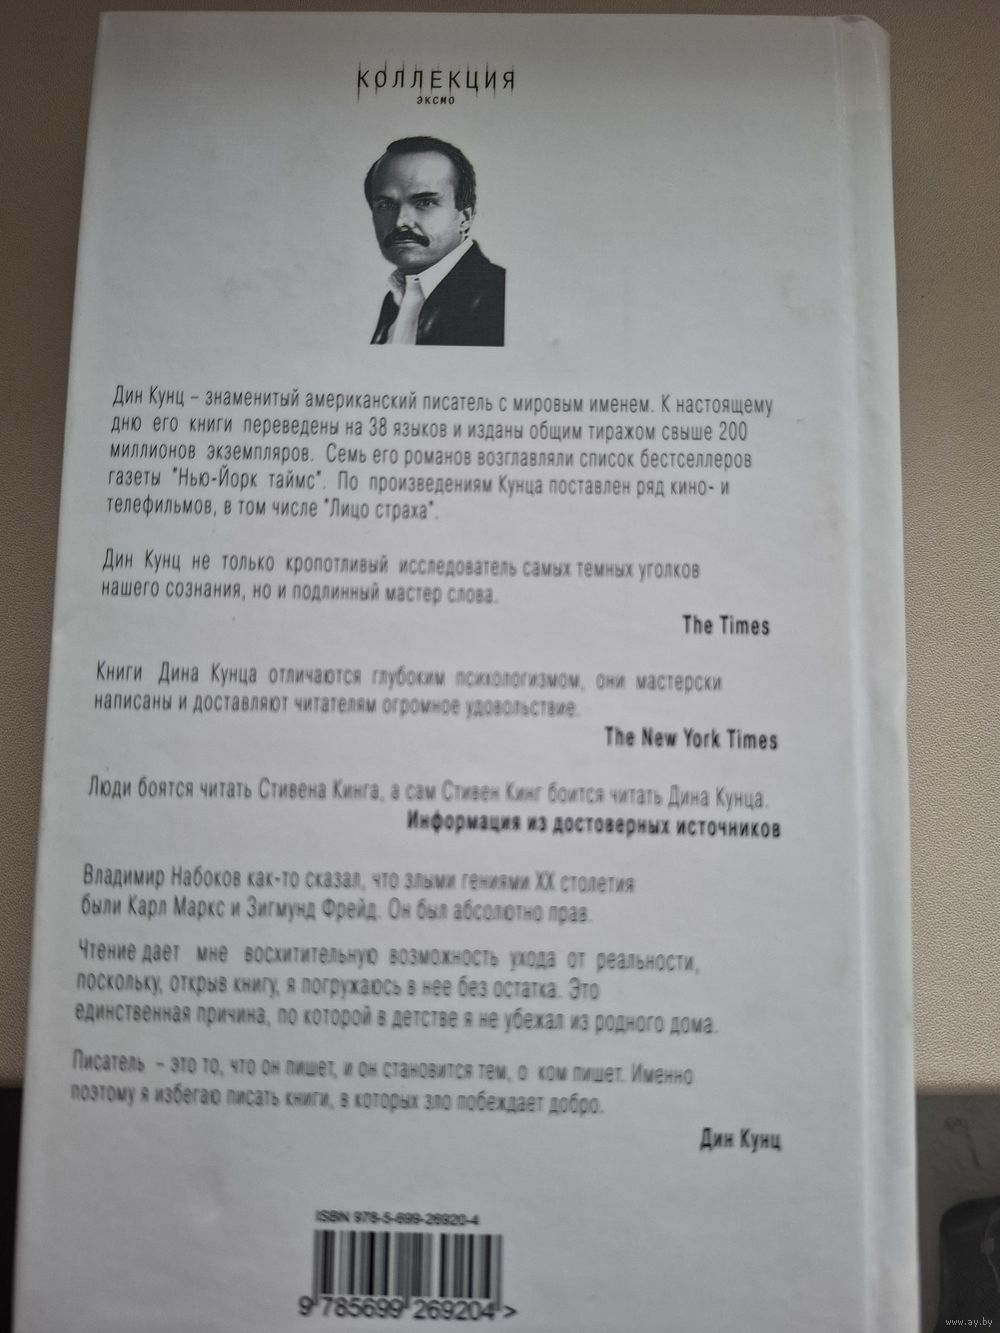 КОЛЛЕКЦИЯ
ЭКСМО
Дин Кунц – знаменитый американский писатель с мировым именем. К настоящему
дню его книги переведены на 38 языков и изданы общим тиражом свыше 200
миллионов экземпляров. Семь его романов возглавляли список бестселлеров
газеты "Нью-Йорк таймс". По произведениям Кунца поставлен ряд кино- и
телефильмов, в том числе "Лицо страха".
Дин Кунц не только кропотливый исследователь самых темных уголков
нашего сознания, но и подлинный мастер слова.
The Times
Книги Дина Кунца отличаются глубоким психологизмом, они мастерски
написаны и доставляют читателям огромное удовольствие.
The New York Times
Люди боятся читать Стивена Кинга, а сам Стивен Кинг боится читать Дина Кунца.
Информация из достоверных источников
Владимир Набоков как-то сказал, что злыми гениями XX столетия
были Карл Маркс и Зигмунд Фрейд. Он был абсолютно прав.
Чтение дает мне восхитительную возможность ухода от реальности,
поскольку, открыв книгу, я погружаюсь в нее без остатка. Это
единственная причина, по которой в детстве я не убежал из родного дома.
Писатель – это то, что он пишет, и он становится тем, о ком пишет. Именно
поэтому я избегаю писать книги, в которых зло побеждает добро.
Дин Кунц
ISBN 978-5-699-26920-4
9 785699 269204 >
www.ay.by